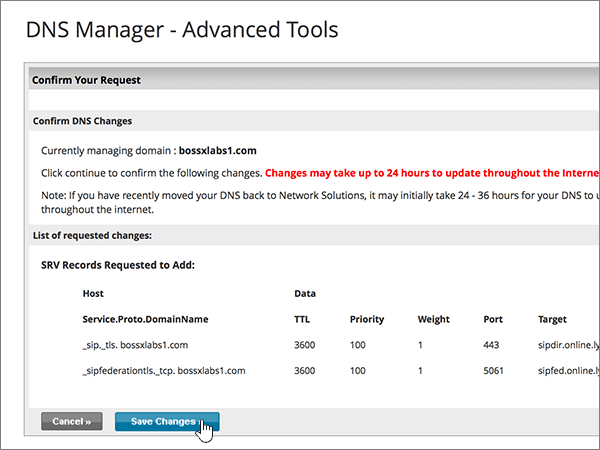 DNS Manager - Advanced Tools
Confirm Your Request
Confirm DNS Changes
Currently managing domain : bossxlabs1.com
Click continue to confirm the following changes. Changes may take up to 24 hours to update throughout the Interne
Note: If you have recently moved your DNS back to Network Solutions, it may initially take 24 - 36 hours for your DNS to u
throughout the internet.
List of requested changes:
SRV Records Requested to Add:
Host Data
Service.Proto.DomainName TTL Priority Weight Port Target
_sip._tls. bossxlabs1.com 3600 100 1 443 sipdir.online.ly
_sipfederationtls._tcp. bossxlabs1.com 3600 100 1 5061 sipfed.online.ly
Cancel » Save Changes